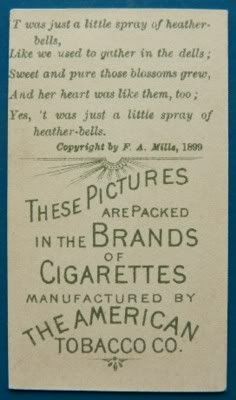 'T was just a little spray of heather-
bells,
Like we used to gather in the dells;
Sweet and pure those blossoms grew,
And her heart was like them, too;
Yes, 't was just a little spray of
heather-bells.
Copyright by F. A. Mills, 1899
THESE PICTURES
ARE PACKED
IN THE BRANDS
OF
CIGARETTES
MANUFACTURED BY
THE AMERICAN
TOBACCO CO.